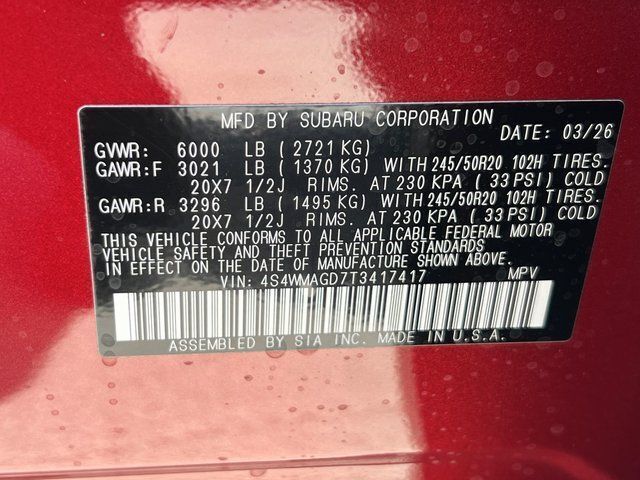 MFD BY SUBARU CORPORATION
DATE: 03/26
GVWR: 6000 LB ( 2721 KG)
GAWR:F 3021 LB ( 1370 KG) WITH 245/50R20 102H TIRES.
20X7 1/2J RIMS. AT 230 KPA ( 33 PSI) COLD
GAWR:R 3296 LB ( 1495 KG) WITH 245/50R20 102H TIRES.
20X7 1/2J RIMS. AT 230 KPA ( 33 PSI) COLD
THIS VEHICLE CONFORMS TO ALL APPLICABLE FEDERAL MOTOR
VEHICLE SAFETY AND THEFT PREVENTION STANDARDS
IN EFFECT ON DATE OF MANUFACTURE SHOWN ABOVE.
VIN: 4S4WMAGD7T3417417 MPV
ASSEMBLED BY SIA INC. MADE IN U.S.A.